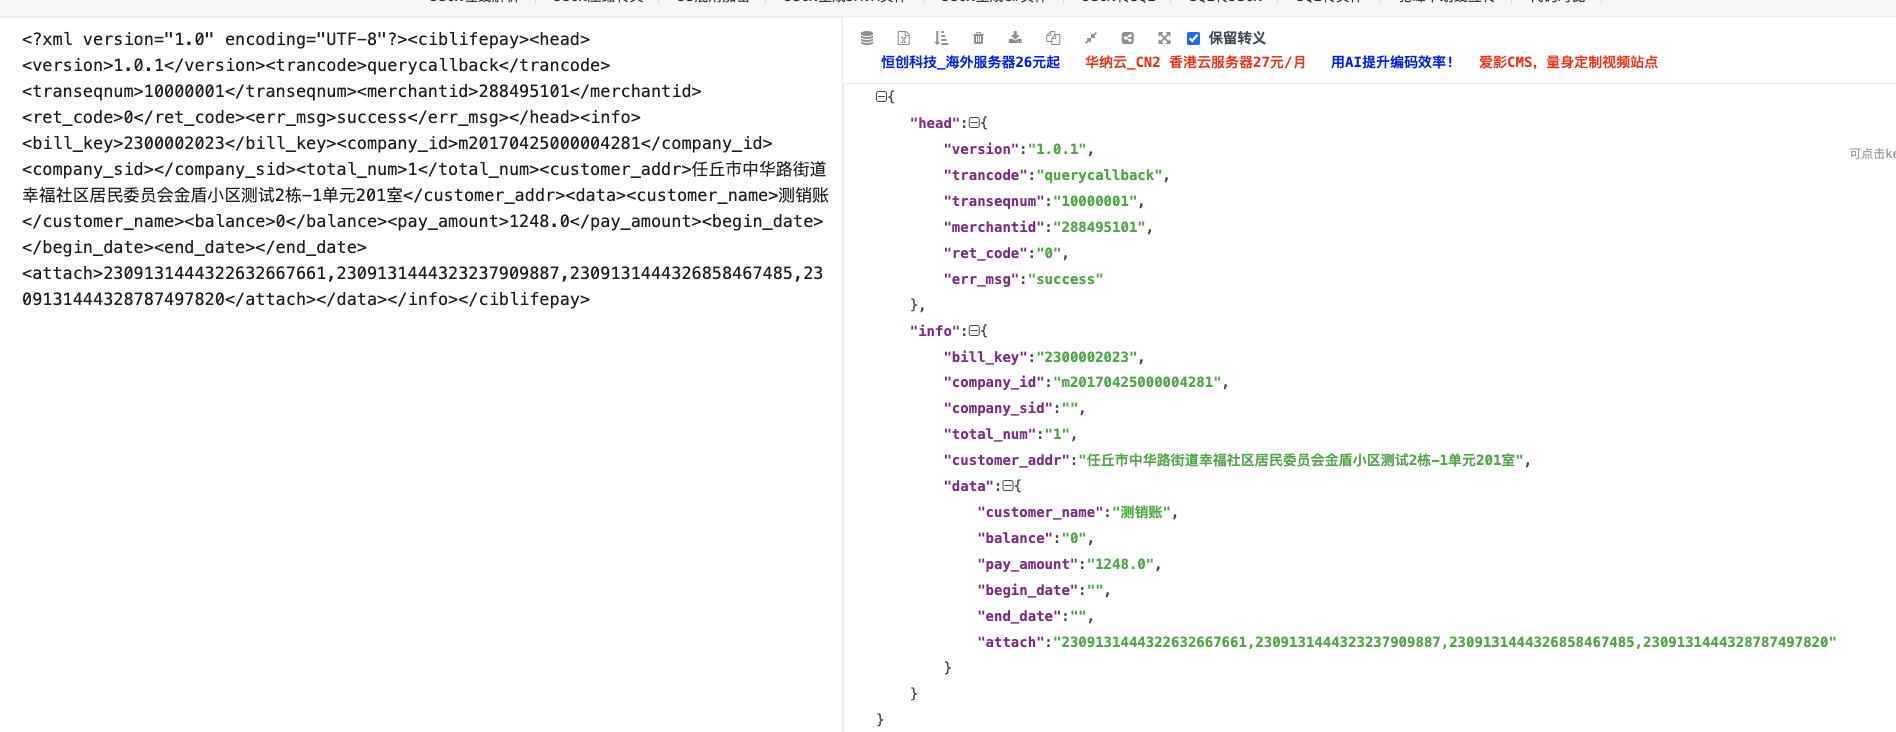 <?xml version="1.0" encoding="UTF-8"?><ciblifepay><head>
<version>1.0.1</version><trancode>querycallback</trancode>
<transeqnum>10000001</transeqnum><merchantid>288495101</merchantid>
<ret_code>0</ret_code><err_msg>success</err_msg></head><info>
<bill_key>2300002023</bill_key><company_id>m20170425000004281</company_id>
<company_sid></company_sid><total_num>1</total_num><customer_addr>任丘市中华路街道
幸福社区居民委员会金盾小区测试2栋-1单元201室</customer_addr><data><customer_name>测销账
</customer_name><balance>0</balance><pay_amount>1248.0</pay_amount><begin_date>
</begin_date><end_date></end_date>
<attach>2309131444322632667661,2309131444323237909887,2309131444326858467485,23
09131444328787497820</attach></data></info></ciblifepay>
保留转义
恒创科技_海外服务器26元起 华纳云_CN2 香港云服务器27元/月 用AI提升编码效率! 爱影CMS，量身定制视频站点
{
"head":{
"version":"1.0.1",
可点击ke
"trancode":"querycallback",
"transeqnum":"10000001",
"merchantid":"288495101",
"ret_code":"0",
"err_msg":"success"
},
"info":{
"bill_key":"2300002023",
"company_id":"m20170425000004281",
"company_sid":"",
"total_num":"1",
"customer_addr":"任丘市中华路街道幸福社区居民委员会金盾小区测试2栋-1单元201室",
"data":{
"customer_name":"测销账",
"balance":"0",
"pay_amount":"1248.0",
"begin_date":"",
"end_date":"",
"attach":"2309131444322632667661,2309131444323237909887,2309131444326858467485,2309131444328787497820"
}
}
}